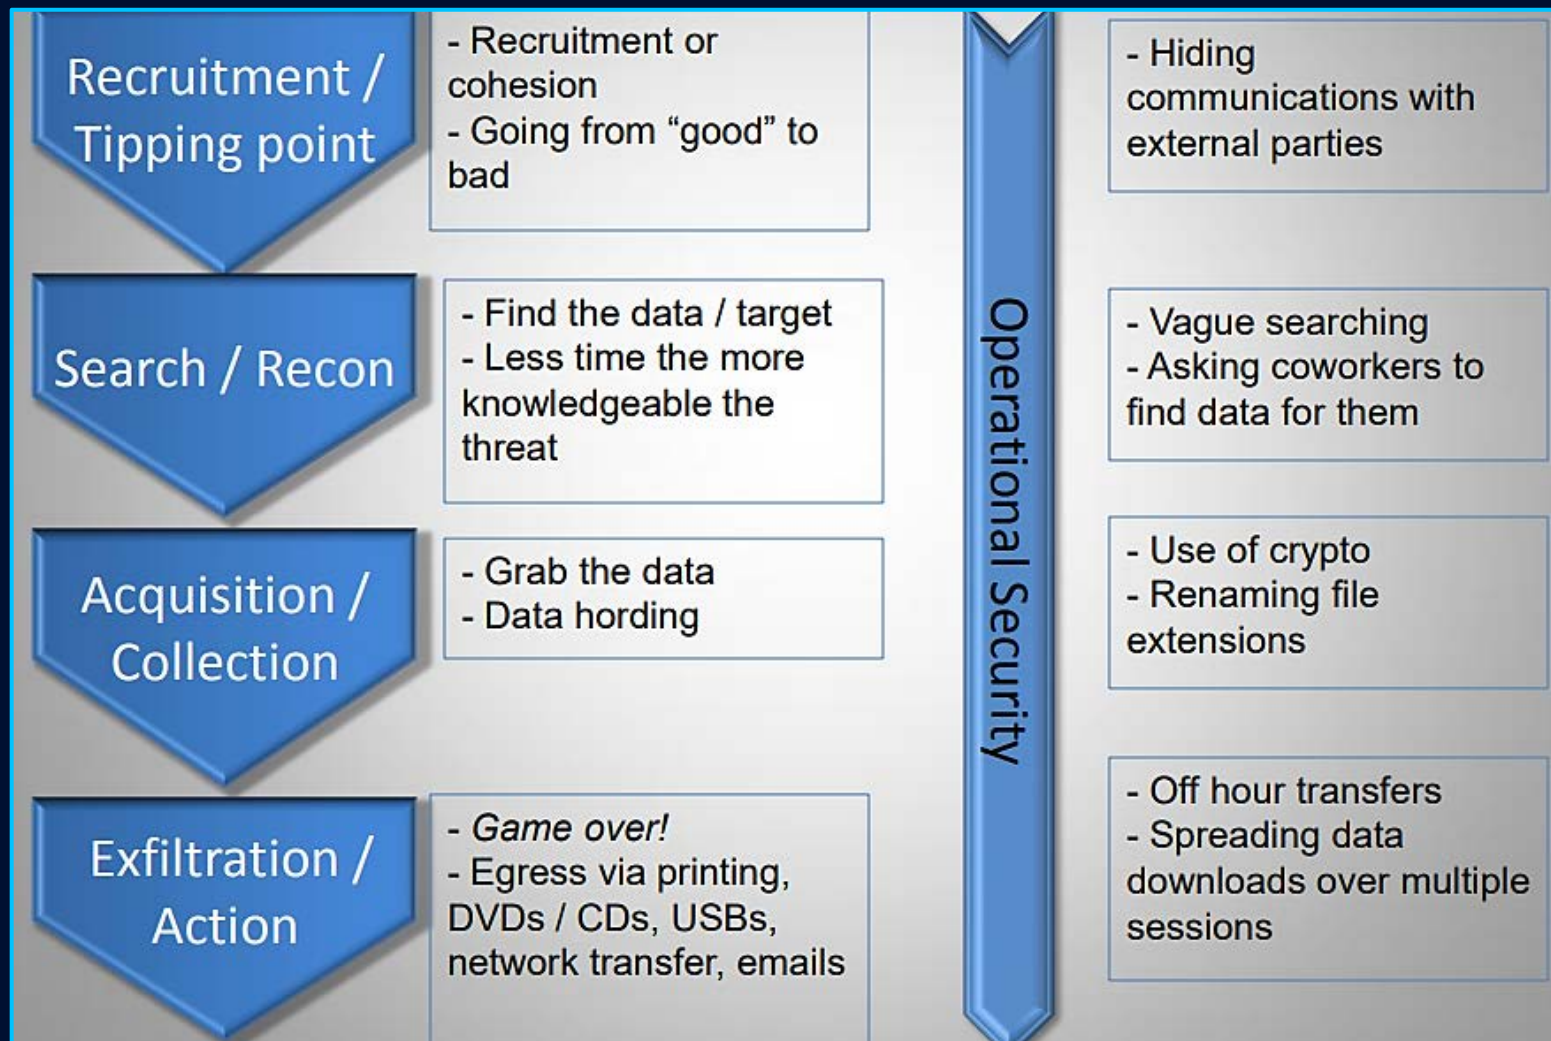 Recruitment /
Tipping point
- Recruitment or
cohesion
- Going from “good” to
bad
- Hiding
communications with
external parties
Search / Recon
- Find the data / target
- Less time the more
knowledgeable the
threat
Operational Security
- Vague searching
- Asking coworkers to
find data for them
Acquisition /
Collection
- Grab the data
- Data hording
- Use of crypto
- Renaming file
extensions
Exfiltration /
Action
- Game over!
- Egress via printing,
DVDs / CDs, USBs,
network transfer, emails
- Off hour transfers
- Spreading data
downloads over multiple
sessions